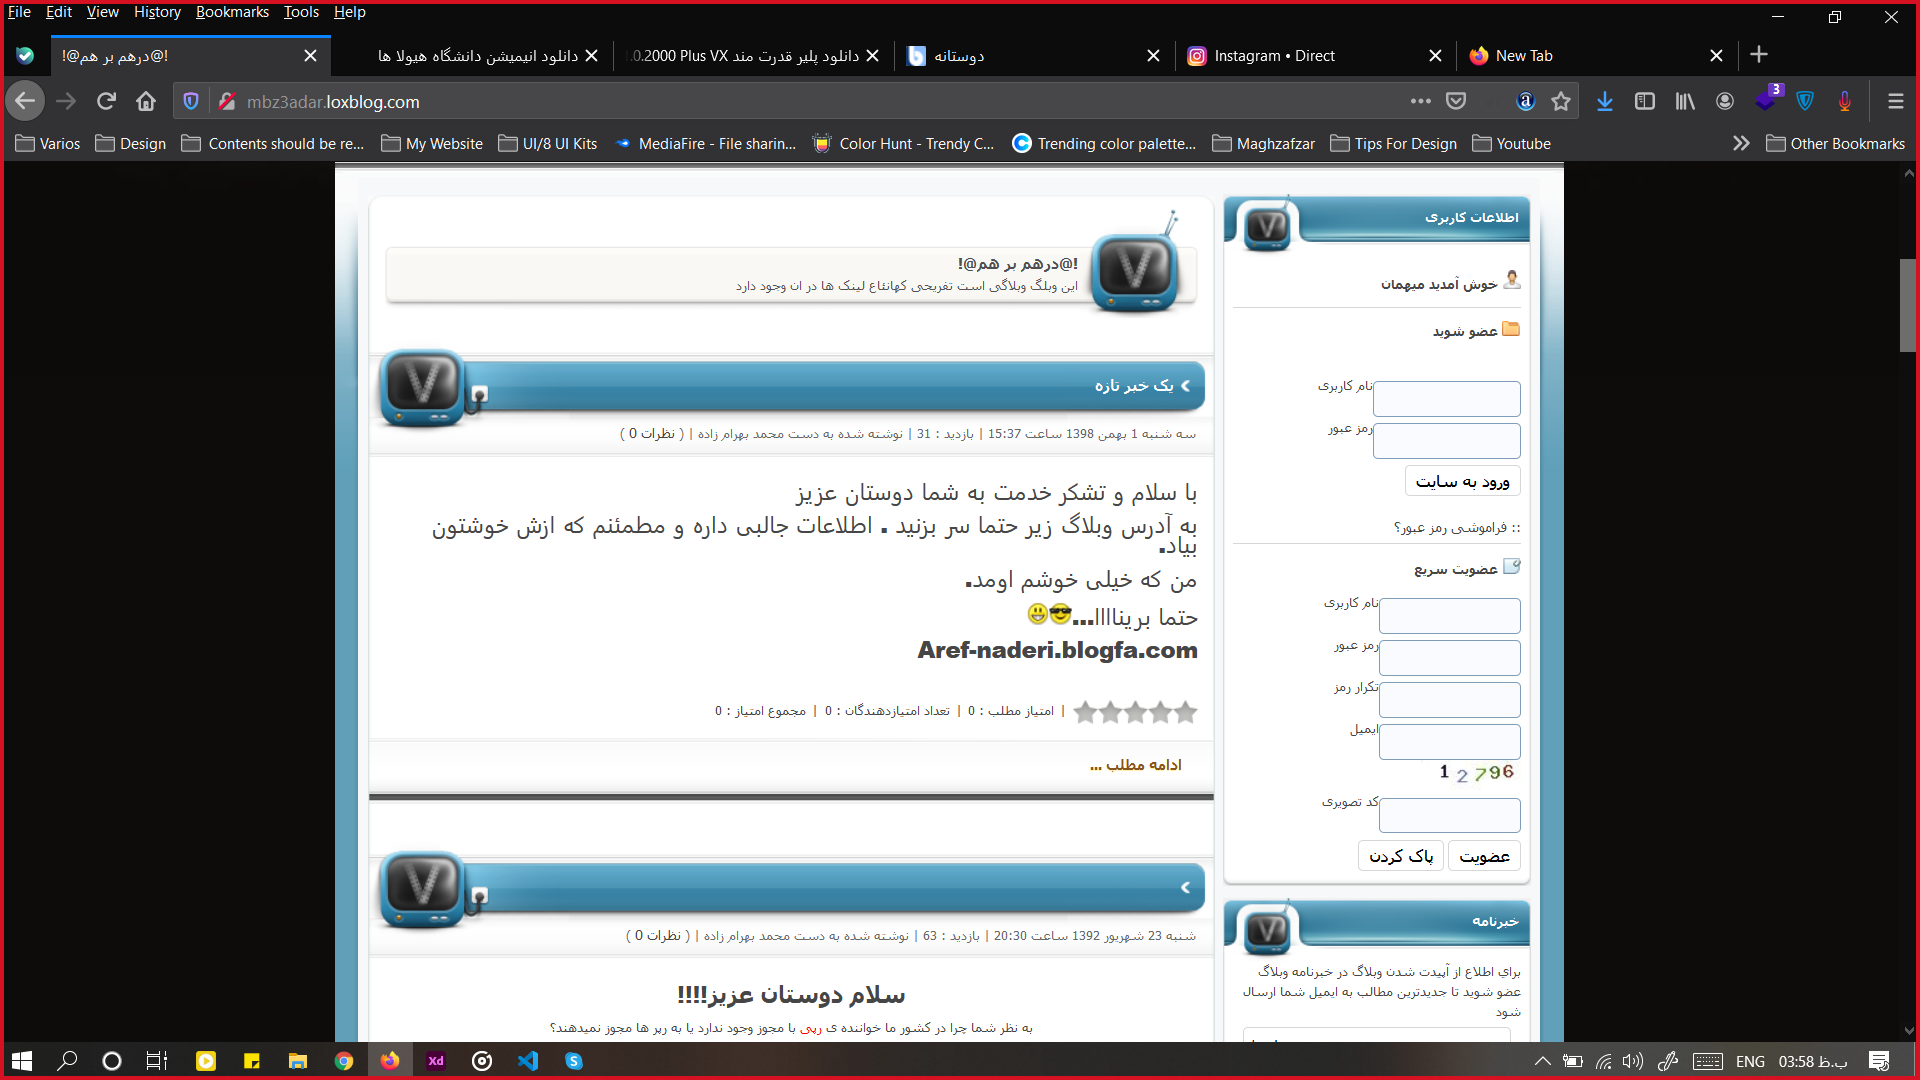 File Edit View History Bookmarks Tools Help
!@درهم بر هم@!
دانلود انیمیشن دانشگاه هیولا ها
دانلود پلیر قدرت مند 0.2000 Plus VX
دوستانه
Instagram • Direct
New Tab
mbz3adar.loxblog.com
3
Varios Design Contents should be re... My Website UI/8 UI Kits MediaFire - File sharin... Color Hunt - Trendy C... Trending color palette... Maghzafzar Tips For Design Youtube Other Bookmarks
!@درهم بر هم@!
این وبلگ وبلاگی است تفریحی کهانئاع لینک ها در ان وجود دارد
یک خبر تازه
سه شنبه 1 بهمن 1398 ساعت 15:37 | بازدید : 31 | نوشته شده به دست محمد بهرام زاده | ( نظرات 0 )
با سلام و تشکر خدمت به شما دوستان عزیز
به آدرس وبلاگ زیر حتما سر بزنید . اطلاعات جالبی داره و مطمئنم که ازش خوشتون
بیاد.
من که خیلی خوشم اومد.
حتما برینااااا...
Aref-naderi.blogfa.com
| امتیاز مطلب : 0 | تعداد امتیازدهندگان : 0 | مجموع امتیاز : 0
ادامه مطلب ...
شنبه 23 شهریور 1392 ساعت 20:30 | بازدید : 63 | نوشته شده به دست محمد بهرام زاده | ( نظرات 0 )
سلام دوستان عزیز!!!!
به نظر شما چرا در کشور ما خواننده ی رپی با مجوز وجود ندارد یا به رپر ها مجوز نمیدهند؟
اطلاعات کاربری
خوش آمدید میهمان
عضو شوید
نام کاربری
رمز عبور
ورود به سایت
:: فراموشی رمز عبور؟
عضویت سریع
نام کاربری
رمز عبور
تکرار رمز
ایمیل
1 2 7 9 6
کد تصویری
عضویت پاک کردن
خبرنامه
براي اطلاع از آپيدت شدن وبلاگ در خبرنامه وبلاگ
عضو شويد تا جديدترين مطالب به ايميل شما ارسال
شود
ENG 03:58 ب.ظ